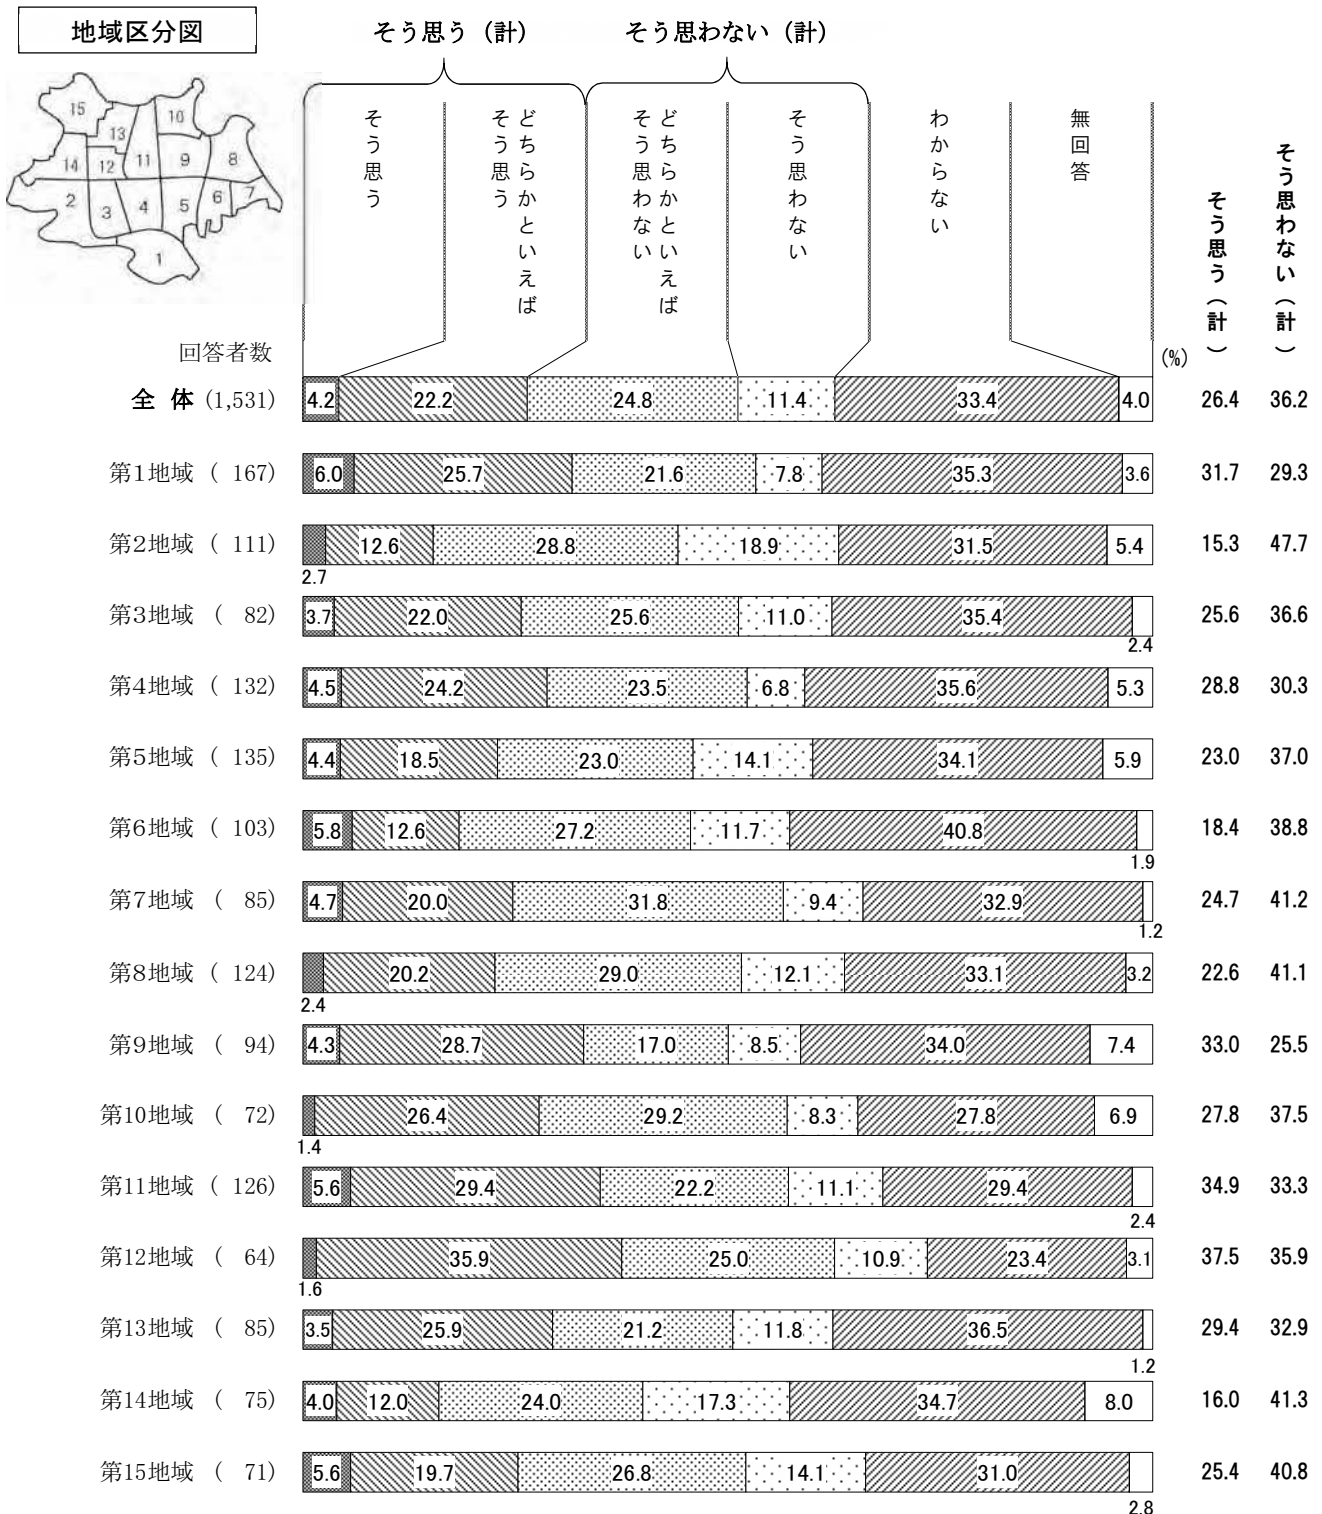 地域区分図
そう思う（計）
そう思わない（計）
15
10
13
14
12
11
9
8
2
3
4
5
6
7
1
そう思う
どちらかといえば
そう思う
どちらかといえば
そう思わない
そう思わない
わからない
無回答
そう思う（計）
そう思わない（計）
回答者数
(%)
全 体 (1,531) 4.2 22.2 24.8 11.4 33.4 4.0 26.4 36.2
第1地域 ( 167) 6.0 25.7 21.6 7.8 35.3 3.6 31.7 29.3
第2地域 ( 111) 12.6 28.8 18.9 31.5 5.4 15.3 47.7
2.7
第3地域 ( 82) 3.7 22.0 25.6 11.0 35.4 25.6 36.6
2.4
第4地域 ( 132) 4.5 24.2 23.5 6.8 35.6 5.3 28.8 30.3
第5地域 ( 135) 4.4 18.5 23.0 14.1 34.1 5.9 23.0 37.0
第6地域 ( 103) 5.8 12.6 27.2 11.7 40.8 18.4 38.8
1.9
第7地域 ( 85) 4.7 20.0 31.8 9.4 32.9 24.7 41.2
1.2
第8地域 ( 124) 20.2 29.0 12.1 33.1 3.2 22.6 41.1
2.4
第9地域 ( 94) 4.3 28.7 17.0 8.5 34.0 7.4 33.0 25.5
第10地域 ( 72) 26.4 29.2 8.3 27.8 6.9 27.8 37.5
1.4
第11地域 ( 126) 5.6 29.4 22.2 11.1 29.4 34.9 33.3
2.4
第12地域 ( 64) 35.9 25.0 10.9 23.4 3.1 37.5 35.9
1.6
第13地域 ( 85) 3.5 25.9 21.2 11.8 36.5 29.4 32.9
1.2
第14地域 ( 75) 4.0 12.0 24.0 17.3 34.7 8.0 16.0 41.3
第15地域 ( 71) 5.6 19.7 26.8 14.1 31.0 25.4 40.8
2.8